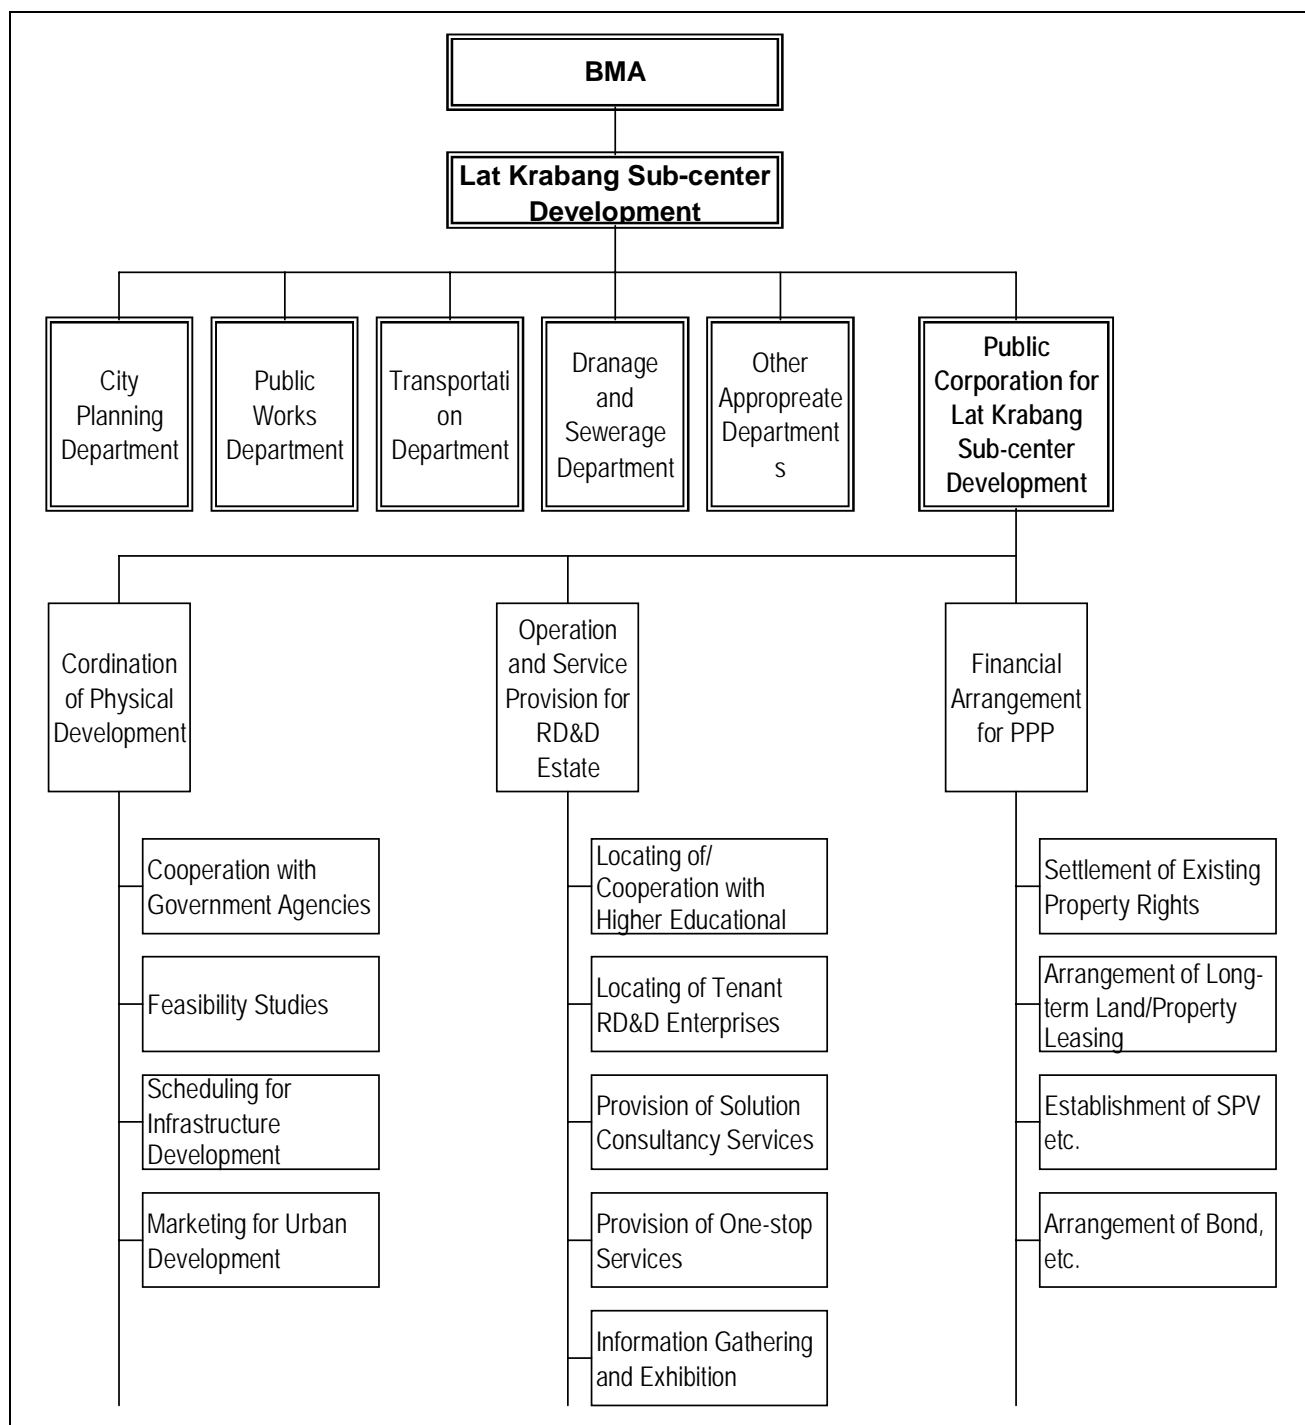 BMA
Lat Krabang Sub-center
Development
City
Planning
Department
Public
Works
Department
Transportati
on
Department
Dranage
and
Sewerage
Department
Other
Appropreate
Department
s
Public
Corporation for
Lat Krabang
Sub-center
Development
Cordination
of Physical
Development
Operation
and Service
Provision for
RD&D
Estate
Financial
Arrangement
for PPP
Cooperation with
Government Agencies
Feasibility Studies
Scheduling for
Infrastructure
Development
Marketing for Urban
Development
Locating of/
Cooperation with
Higher Educational
Locating of Tenant
RD&D Enterprises
Provision of Solution
Consultancy Services
Provision of One-stop
Services
Information Gathering
and Exhibition
Settlement of Existing
Property Rights
Arrangement of Long-
term Land/Property
Leasing
Establishment of SPV
etc.
Arrangement of Bond,
etc.